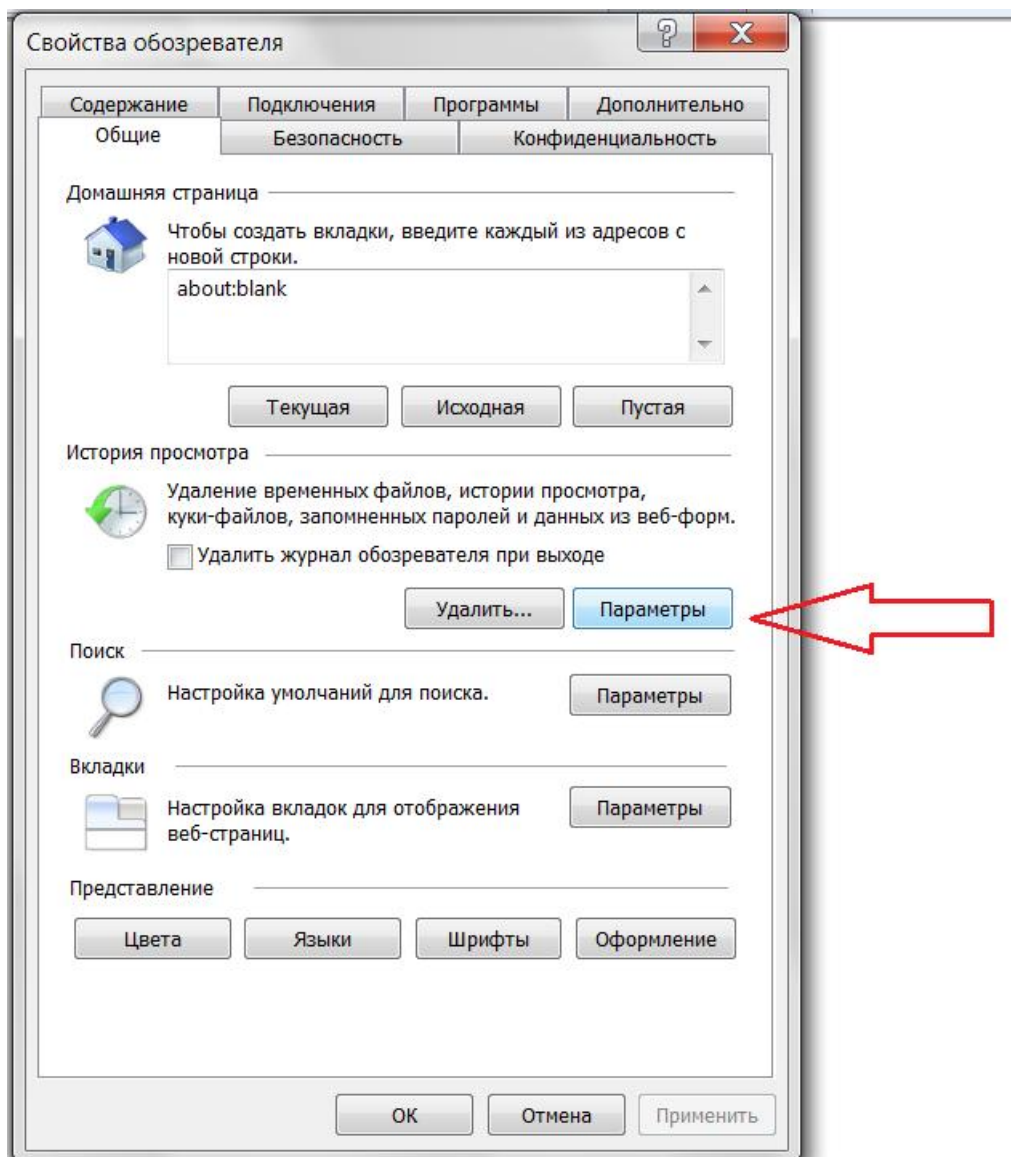 Свойства обозревателя
Содержание Подключения Программы Дополнительно
Общие Безопасность Конфиденциальность
Домашняя страница
Чтобы создать вкладки, введите каждый из адресов с
новой строки.
about:blank
Текущая Исходная Пустая
История просмотра
Удаление временных файлов, истории просмотра,
куки-файлов, запомненных паролей и данных из веб-форм.
Удалить журнал обозревателя при выходе
Удалить... Параметры
Поиск
Настройка умолчаний для поиска. Параметры
Вкладки
Настройка вкладок для отображения Параметры
веб-страниц.
Представление
Цвета Языки Шрифты Оформление
ОК Отмена Применить